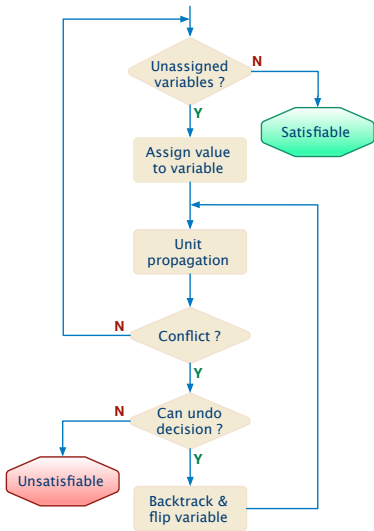 Unassigned
variables ?
N
Y
Satisfiable
Assign value
to variable
Unit
propagation
N
Conflict ?
Y
N
Can undo
decision ?
Y
Unsatisfiable
Backtrack &
flip variable